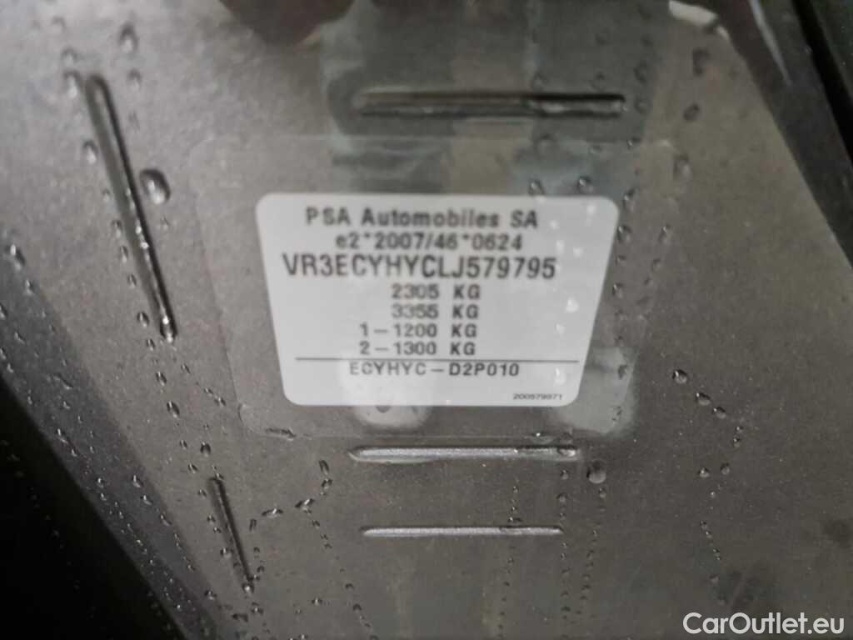 PSA Automobiles SA
e2*2007/46*0624
VR3ECYHYCLJ579795
2305 KG
3355 KG
1-1200 KG
2-1300 KG
ECYHYC-D2P010
CarOutlet.eu